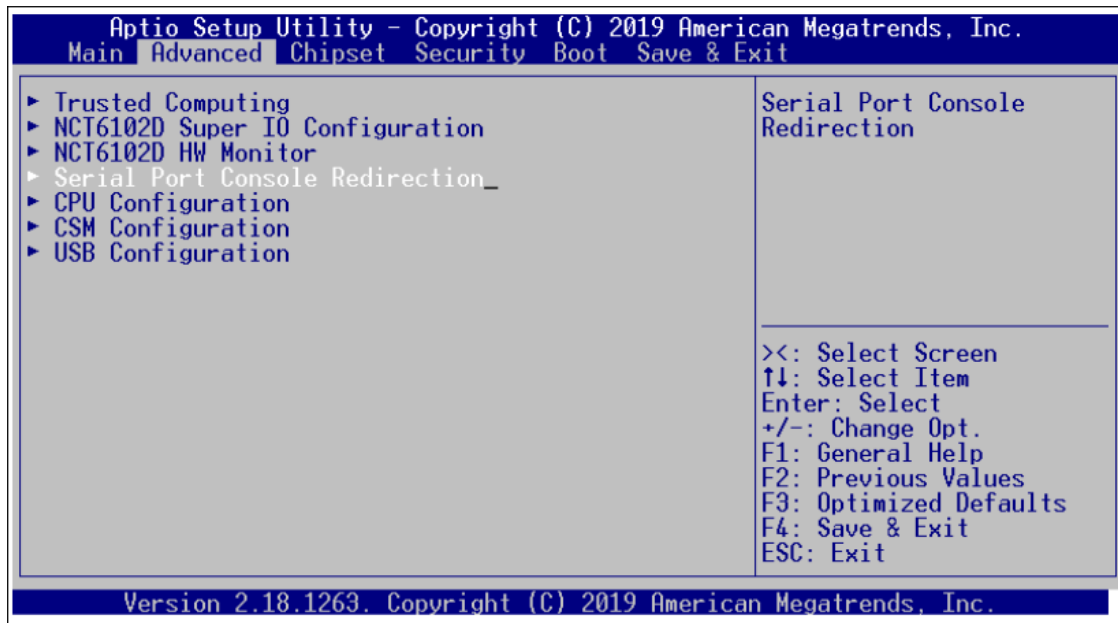 Aptio Setup Utility – Copyright (C) 2019 American Megatrends, Inc.
Main Advanced Chipset Security Boot Save & Exit
► Trusted Computing
► NCT6102D Super IO Configuration
► NCT6102D HW Monitor
► Serial Port Console Redirection_
► CPU Configuration
► CSM Configuration
► USB Configuration
Serial Port Console
Redirection
><: Select Screen
↑↓: Select Item
Enter: Select
+/-: Change Opt.
F1: General Help
F2: Previous Values
F3: Optimized Defaults
F4: Save & Exit
ESC: Exit
Version 2.18.1263. Copyright (C) 2019 American Megatrends, Inc.